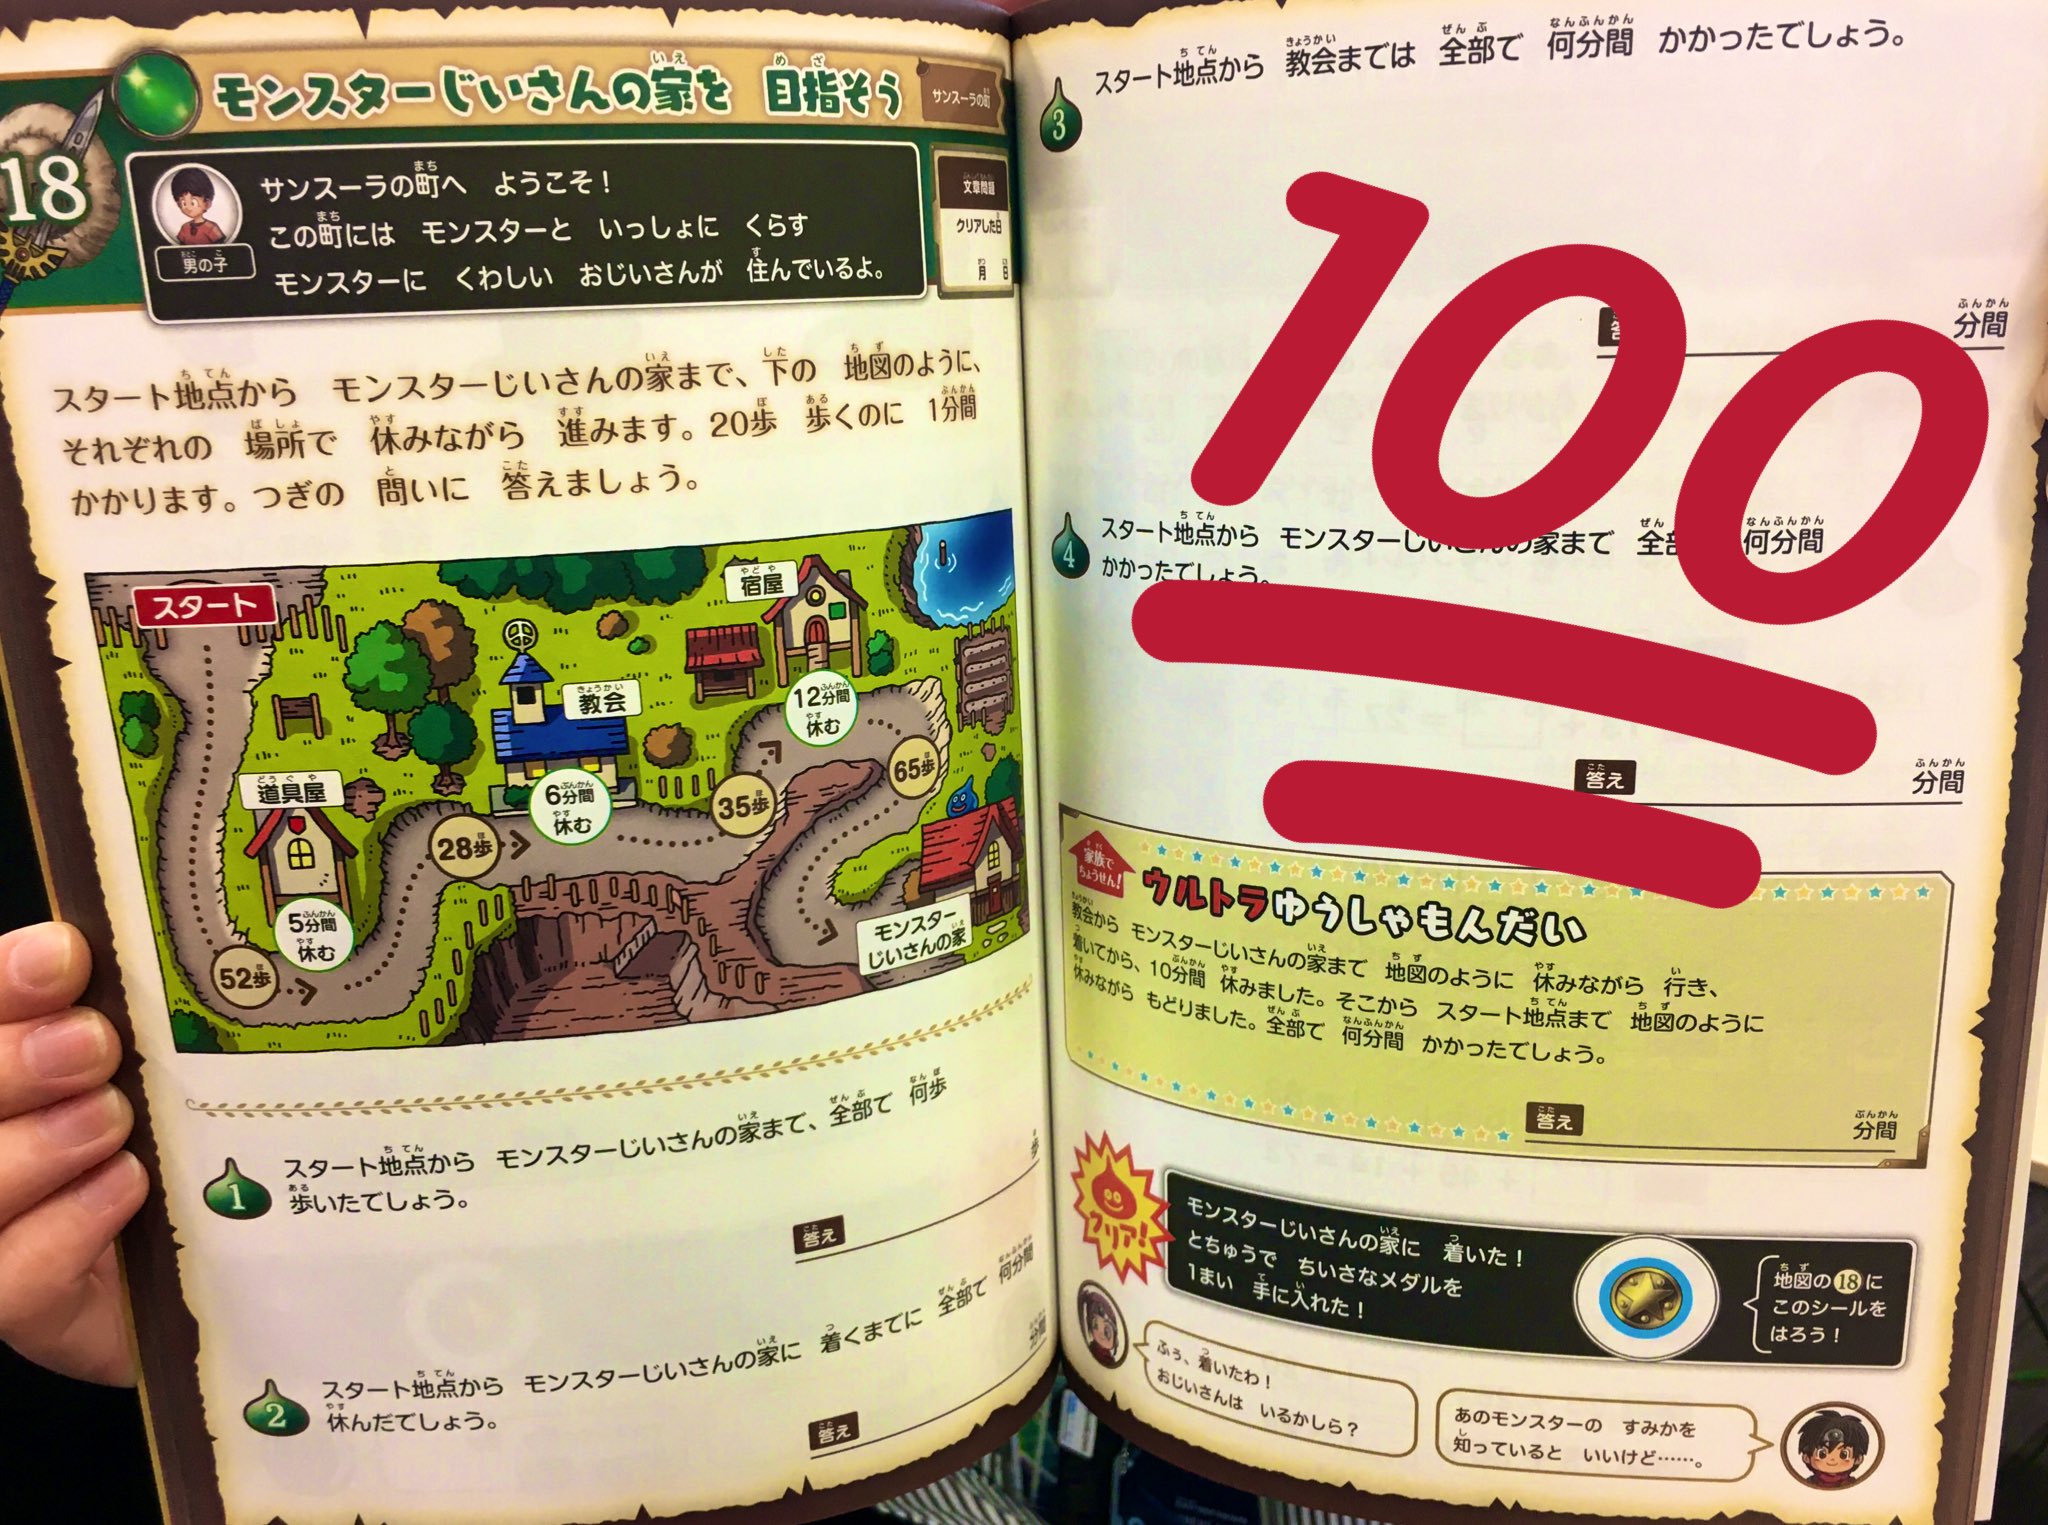 18
モンスターじいさんの家を 目指そう
サンスーラの町
男の子
サンスーラの町へ ようこそ！
この町には モンスターと いっしょに くらす
モンスターに くわしい おじいさんが 住んでいるよ。
文章問題
クリアした日
月 日
スタート地点から モンスターじいさんの家まで、下の 地図のように、
それぞれの 場所で 休みながら 進みます。20歩 歩くのに 1分間
かかります。つぎの 問いに 答えましょう。
スタート
宿屋
教会
12分間
休む
道具屋
6分間
休む
35歩
65歩
28歩
5分間
休む
52歩
モンスター
じいさんの家
1
スタート地点から モンスターじいさんの家まで、全部で 何歩
歩いたでしょう。
答え
歩
2
スタート地点から モンスターじいさんの家に 着くまでに 全部で 何分間
休んだでしょう。
答え
分間
3
スタート地点から 教会までは 全部で 何分間 かかったでしょう。
100
答え
分間
4
スタート地点から モンスターじいさんの家まで 全部 何分間
かかったでしょう。
答え
分間
家族で
ちょうせん！
ウルトラゆうしゃもんだい
教会から モンスターじいさんの家まで 地図のように 休みながら 行き、
着いてから、10分間 休みました。そこから スタート地点まで 地図のように
休みながら もどりました。全部で 何分間 かかったでしょう。
答え
分間
クリア！
モンスターじいさんの家に 着いた！
とちゅうで ちいさなメダルを
1まい 手に入れた！
地図の18に
このシールを
はろう！
ふぅ、着いたわ！
おじいさんは いるかしら？
あのモンスターの すみかを
知っていると いいけど……。